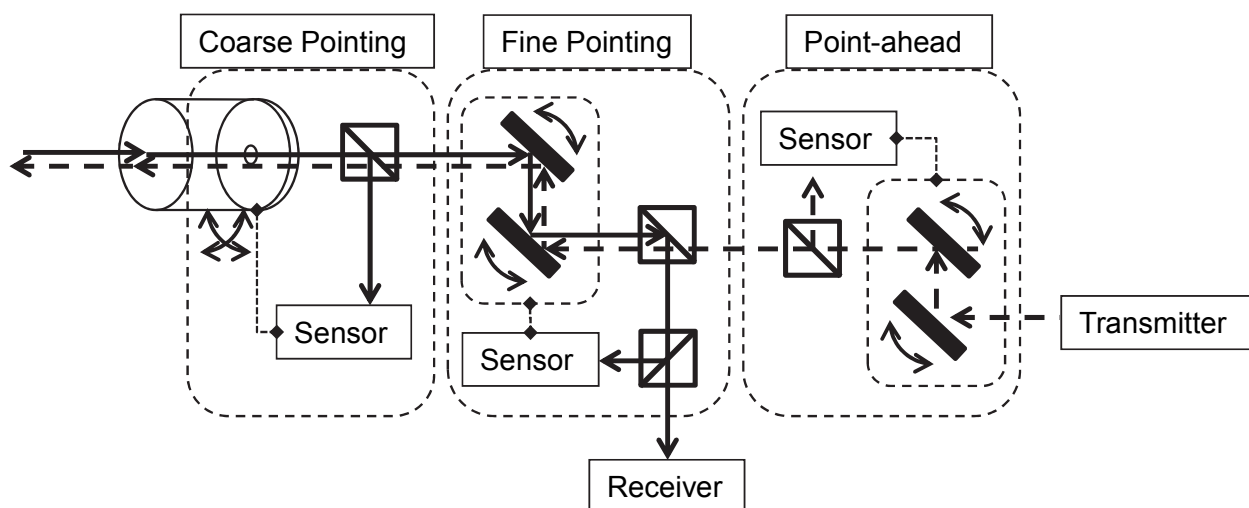 Coarse Pointing
Fine Pointing
Point-ahead
Sensor
Sensor
Sensor
Transmitter
Receiver